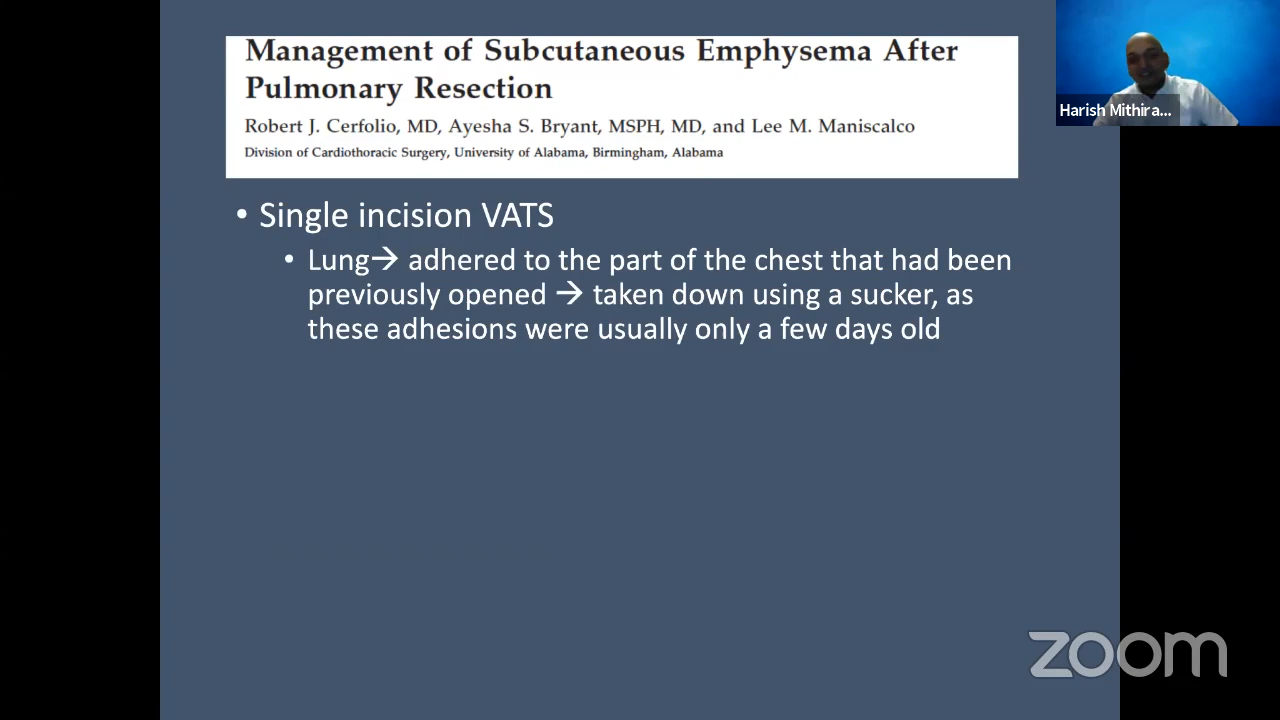 Management of Subcutaneous Emphysema After
Pulmonary Resection
Robert J. Cerfolio, MD, Ayesha S. Bryant, MSPH, MD, and Lee M. Maniscalco
Division of Cardiothoracic Surgery, University of Alabama, Birmingham, Alabama
Harish Mithira...
• Single incision VATS
• Lung→ adhered to the part of the chest that had been
previously opened → taken down using a sucker, as
these adhesions were usually only a few days old
zoom